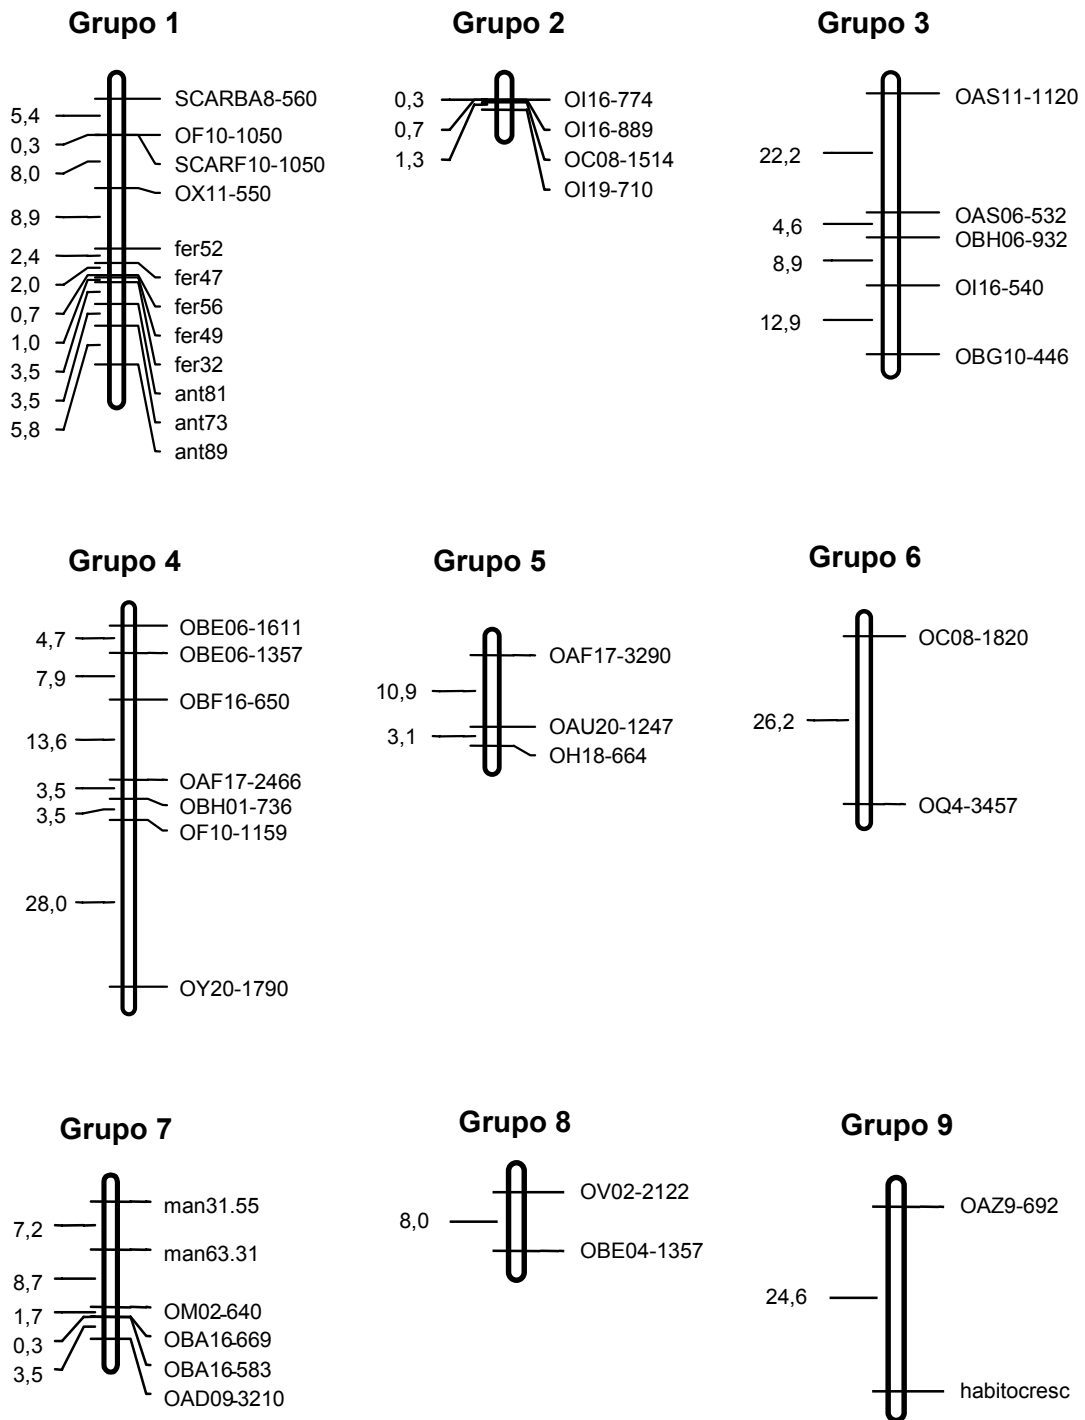 Grupo 1
5,4
0,3
8,0
8,9
2,4
2,0
0,7
1,0
3,5
3,5
5,8
SCARBA8-560
OF10-1050
SCARF10-1050
OX11-550
fer52
fer47
fer56
fer49
fer32
ant81
ant73
ant89
Grupo 2
0,3
0,7
1,3
OI16-774
OI16-889
OC08-1514
OI19-710
Grupo 3
22,2
4,6
8,9
12,9
OAS11-1120
OAS06-532
OBH06-932
OI16-540
OBG10-446
Grupo 4
4,7
7,9
13,6
3,5
3,5
28,0
OBE06-1611
OBE06-1357
OBF16-650
OAF17-2466
OBH01-736
OF10-1159
OY20-1790
Grupo 5
10,9
3,1
OAF17-3290
OAU20-1247
OH18-664
Grupo 6
26,2
OC08-1820
OQ4-3457
Grupo 7
7,2
8,7
1,7
0,3
3,5
man31.55
man63.31
OM02-640
OBA16-669
OBA16-583
OAD09-3210
Grupo 8
8,0
OV02-2122
OBE04-1357
Grupo 9
24,6
OAZ9-692
habitocresc